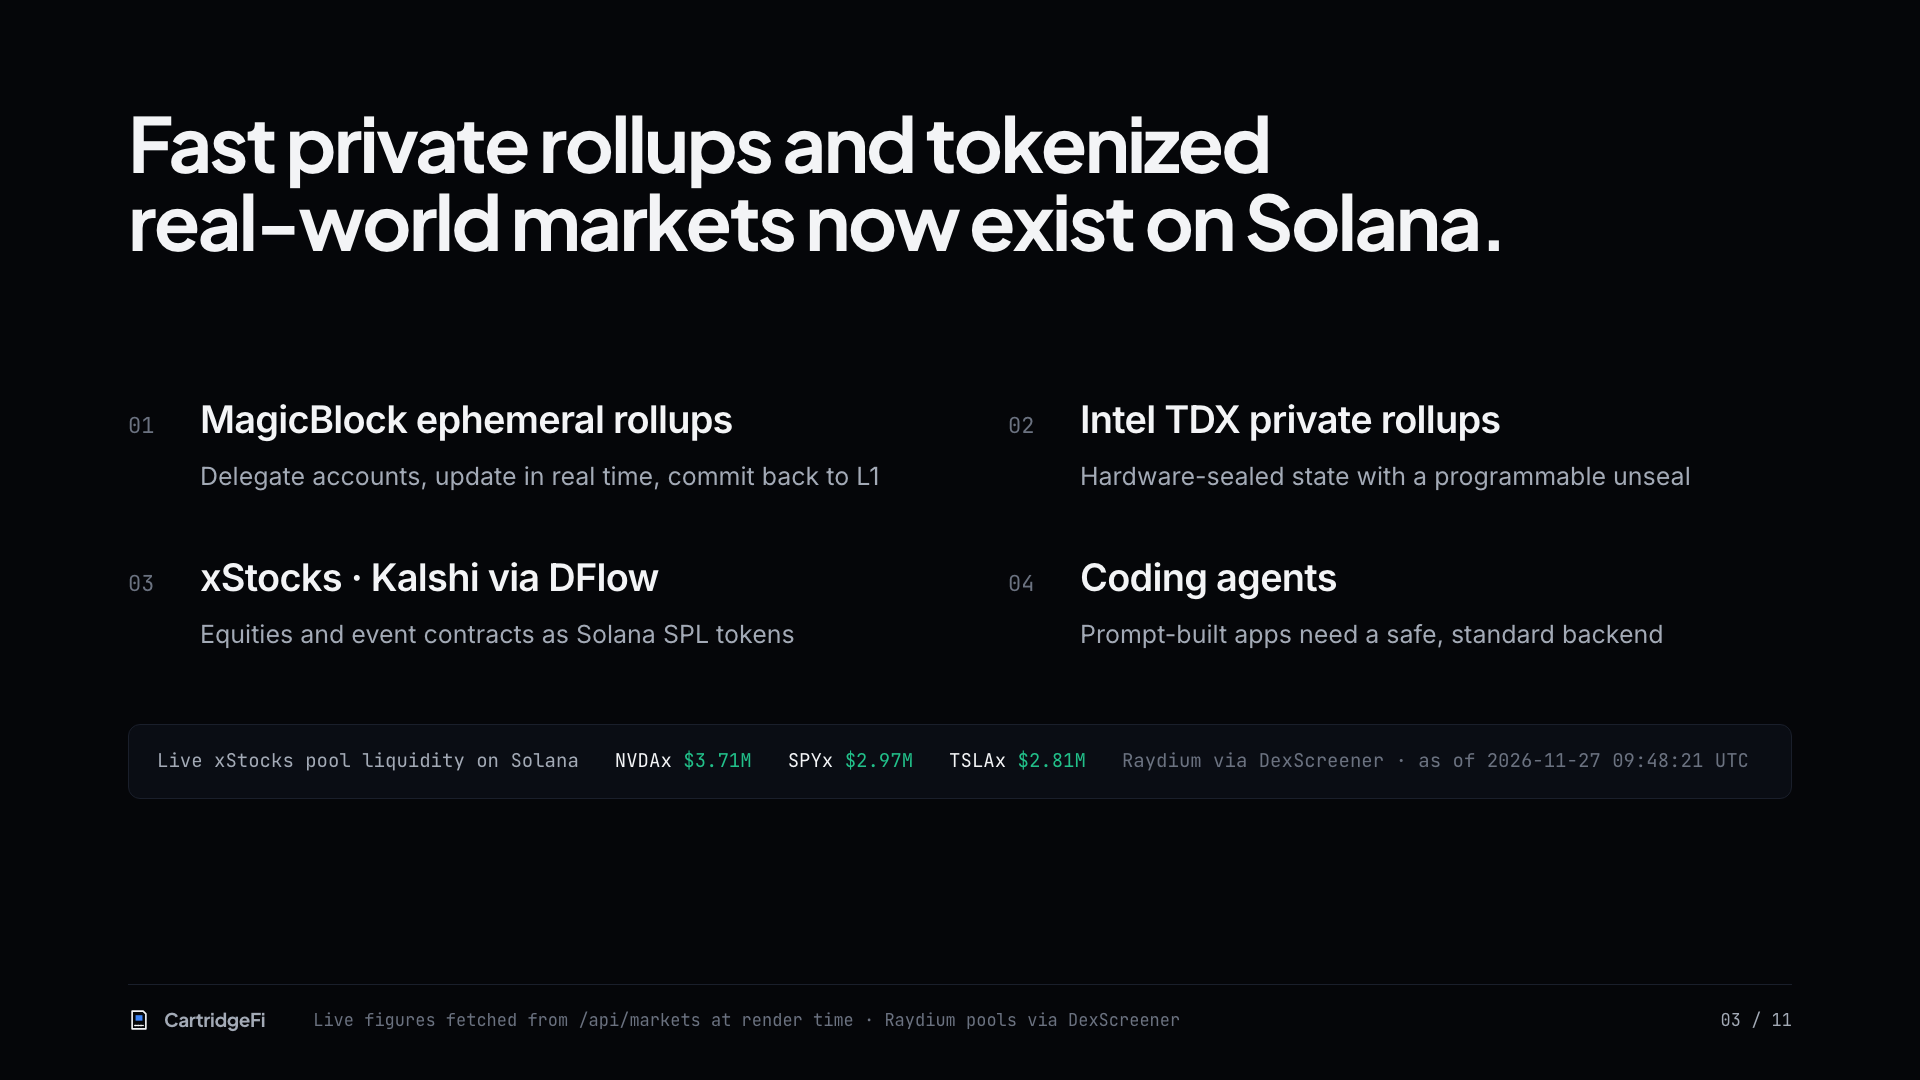 Fast private rollups and tokenized
real-world markets now exist on Solana.
01 MagicBlock ephemeral rollups
Delegate accounts, update in real time, commit back to L1
02 Intel TDX private rollups
Hardware-sealed state with a programmable unseal
03 xStocks · Kalshi via DFlow
Equities and event contracts as Solana SPL tokens
04 Coding agents
Prompt-built apps need a safe, standard backend
Live xStocks pool liquidity on Solana NVDAx $3.71M SPYx $2.97M TSLAx $2.81M Raydium via DexScreener · as of 2026-11-27 09:48:21 UTC
CartridgeFi Live figures fetched from /api/markets at render time · Raydium pools via DexScreener 03 / 11